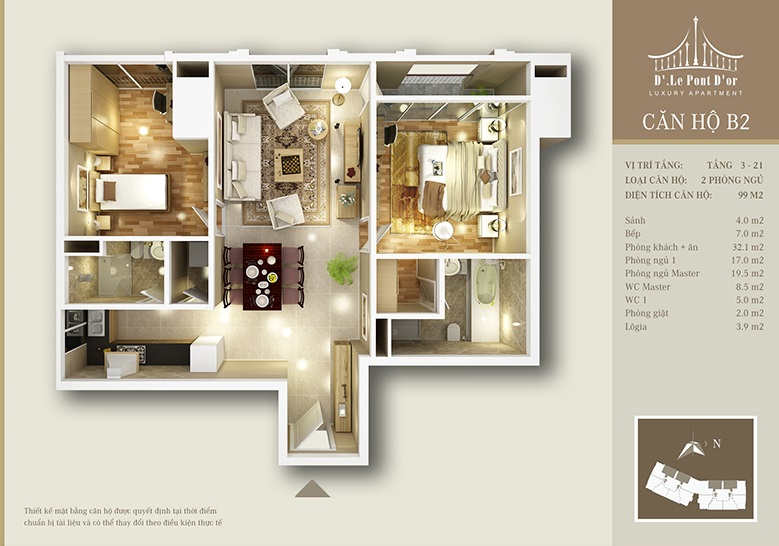 D'.Le Pont D'or
LUXURY APARTMENT
CĂN HỘ B2
VỊ TRÍ TẦNG: TẦNG 3 - 21
LOẠI CĂN HỘ: 2 PHÒNG NGỦ
DIỆN TÍCH CĂN HỘ: 99 M2
Sảnh 4.0 m2
Bếp 7.0 m2
Phòng khách + ăn 32.1 m2
Phòng ngủ 1 17.0 m2
Phòng ngủ Master 19.5 m2
WC Master 8.5 m2
WC 1 5.0 m2
Phòng giặt 2.0 m2
Lôgia 3.9 m2
N
Thiết kế mặt bằng căn hộ được quyết định tại thời điểm
chuẩn bị tài liệu và có thể thay đổi theo điều kiện thực tế